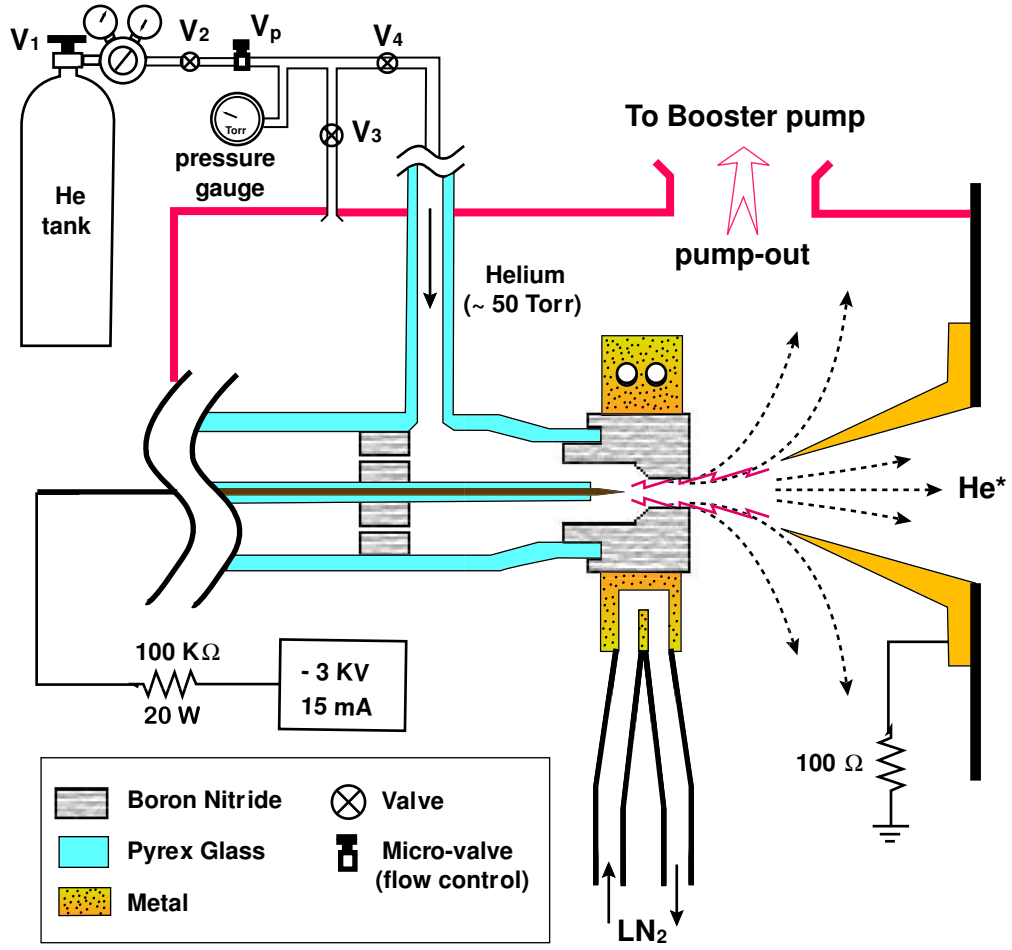 V1
V2
Vp
V4
Torr
V3
pressure
gauge
He
tank
To Booster pump
pump-out
Helium
(~ 50 Torr)
He*
100 KΩ
20 W
- 3 KV
15 mA
100 Ω
Boron Nitride
Valve
Pyrex Glass
Micro-valve
(flow control)
Metal
LN2